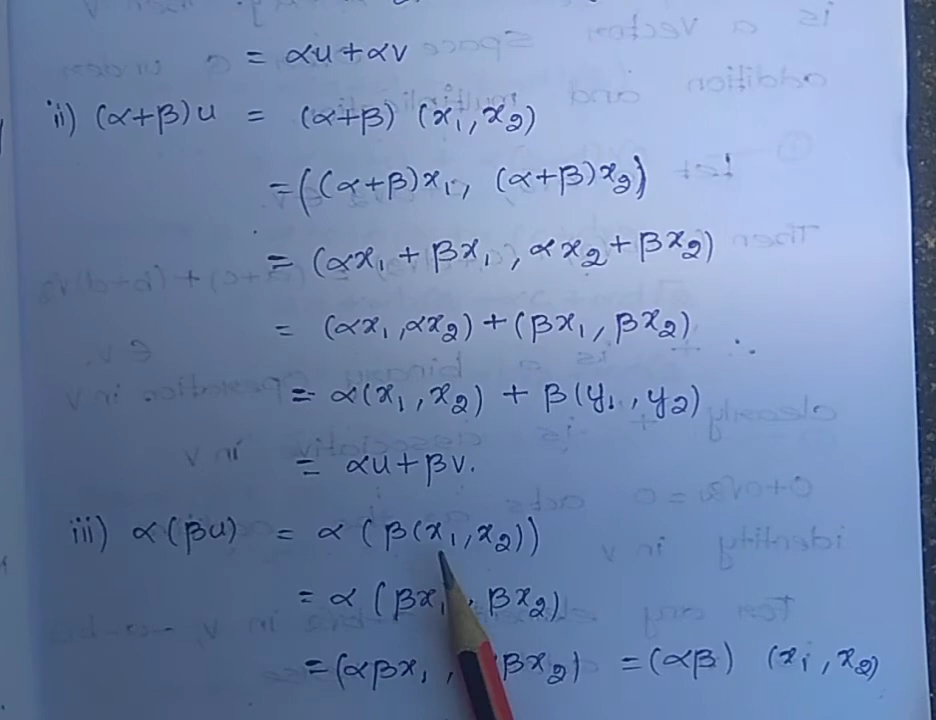 = αu+αv
ii) (α+β)u = (α+β) (x₁,x₂)
=((α+β)x₁, (α+β)x₂)
= (αx₁+βx₁, αx₂+βx₂)
= (αx₁,αx₂)+(βx₁, βx₂)
= α(x₁,x₂) + β(y₁,y₂)
= αu+βv.
iii) α(βu) = α(β(x₁,x₂))
= α (βx₁, βx₂)
=(αβx₁, βx₂) =(αβ) (x₁,x₂)